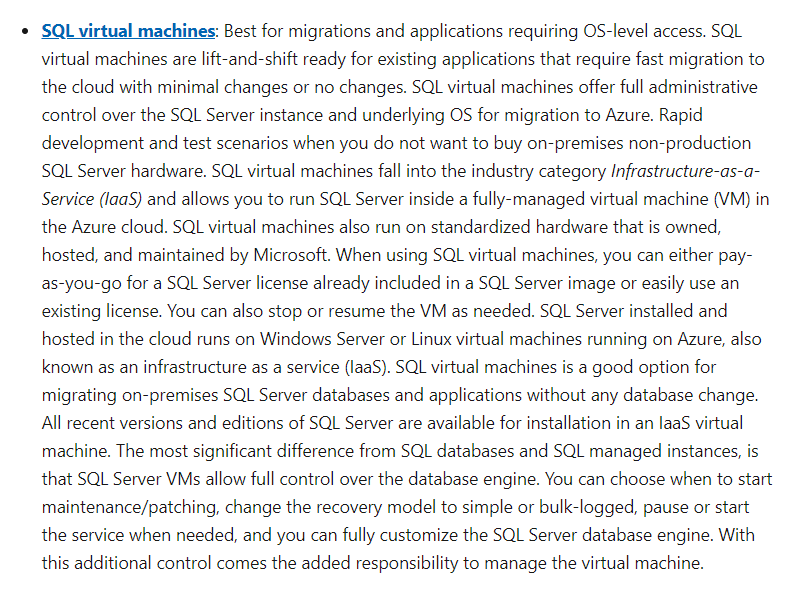 • SQL virtual machines: Best for migrations and applications requiring OS-level access. SQL
virtual machines are lift-and-shift ready for existing applications that require fast migration to
the cloud with minimal changes or no changes. SQL virtual machines offer full administrative
control over the SQL Server instance and underlying OS for migration to Azure. Rapid
development and test scenarios when you do not want to buy on-premises non-production
SQL Server hardware. SQL virtual machines fall into the industry category Infrastructure-as-a-
Service (IaaS) and allows you to run SQL Server inside a fully-managed virtual machine (VM) in
the Azure cloud. SQL virtual machines also run on standardized hardware that is owned,
hosted, and maintained by Microsoft. When using SQL virtual machines, you can either pay-
as-you-go for a SQL Server license already included in a SQL Server image or easily use an
existing license. You can also stop or resume the VM as needed. SQL Server installed and
hosted in the cloud runs on Windows Server or Linux virtual machines running on Azure, also
known as an infrastructure as a service (IaaS). SQL virtual machines is a good option for
migrating on-premises SQL Server databases and applications without any database change.
All recent versions and editions of SQL Server are available for installation in an IaaS virtual
machine. The most significant difference from SQL databases and SQL managed instances, is
that SQL Server VMs allow full control over the database engine. You can choose when to start
maintenance/patching, change the recovery model to simple or bulk-logged, pause or start
the service when needed, and you can fully customize the SQL Server database engine. With
this additional control comes the added responsibility to manage the virtual machine.